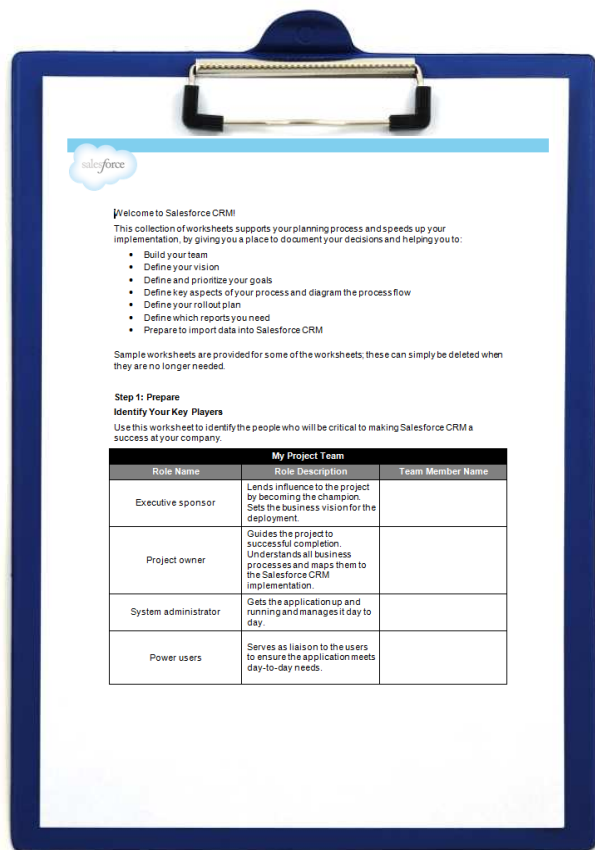 salesforce
Welcome to Salesforce CRM!
This collection of worksheets supports your planning process and speeds up your
implementation, by giving you a place to document your decisions and helping you to:
• Build your team
• Define your vision
• Define and prioritize your goals
• Define key aspects of your process and diagram the process flow
• Define your rollout plan
• Define which reports you need
• Prepare to import data into Salesforce CRM
Sample worksheets are provided for some of the worksheets; these can simply be deleted when
they are no longer needed.
Step 1: Prepare
Identify Your Key Players
Use this worksheet to identify the people who will be critical to making Salesforce CRM a
success at your company.
My Project Team
Role Name Role Description Team Member Name
Executive sponsor
Lends influence to the project
by becoming the champion.
Sets the business vision for the
deployment.
Project owner
Guides the project to
successful completion.
Understands all business
processes and maps them to
the Salesforce CRM
implementation.
System administrator
Gets the application up and
running and manages it day to
day.
Power users
Serves as liaison to the users
to ensure the application meets
day-to-day needs.